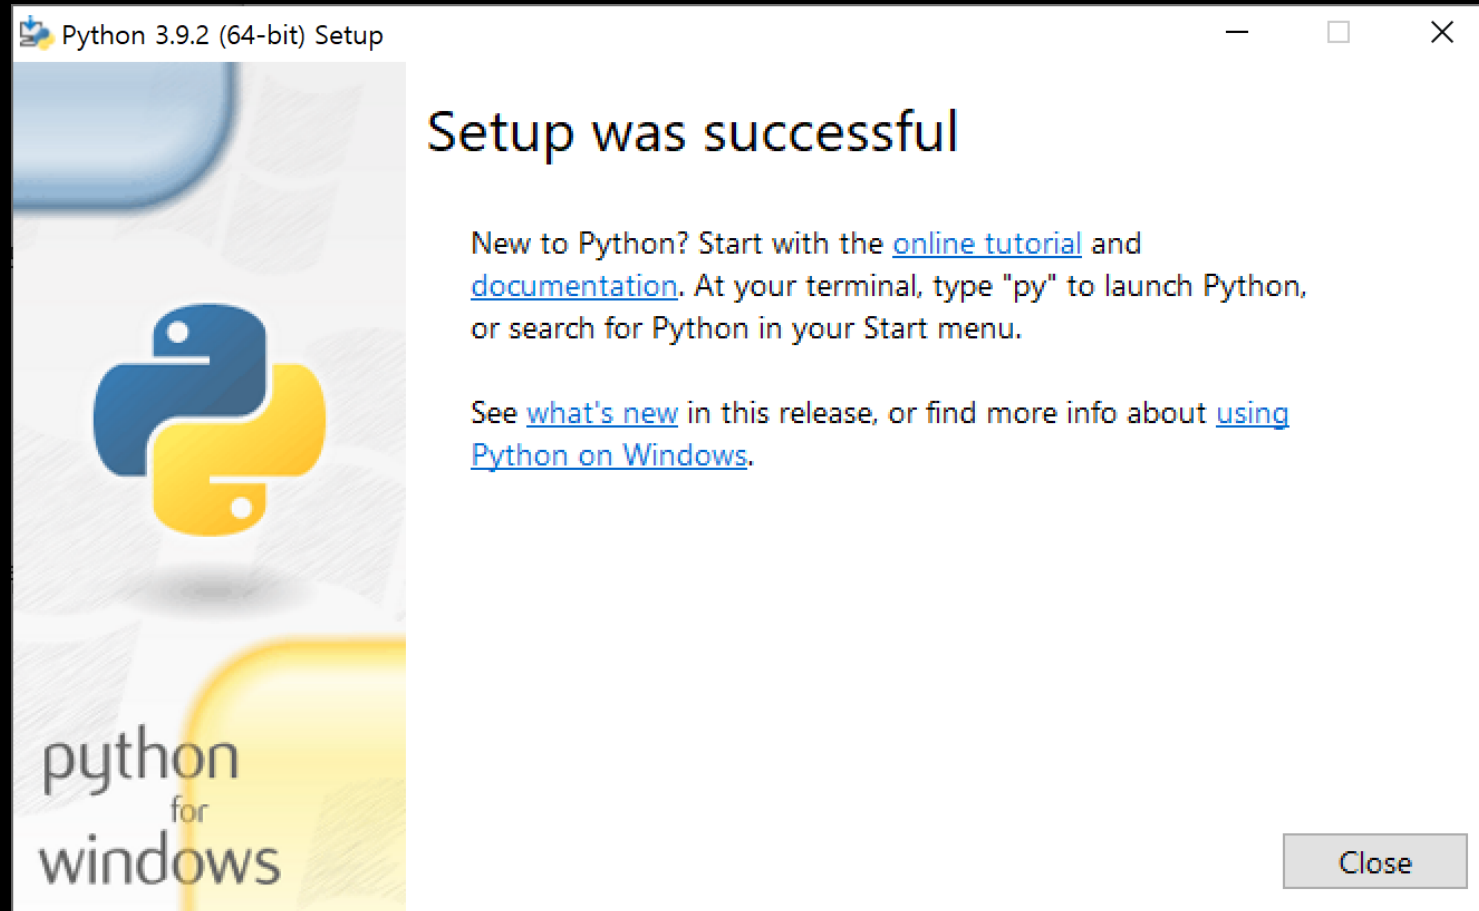 Python 3.9.2 (64-bit) Setup
Setup was successful
New to Python? Start with the online tutorial and
documentation. At your terminal, type "py" to launch Python,
or search for Python in your Start menu.
See what's new in this release, or find more info about using
Python on Windows.
python
for
windows
Close